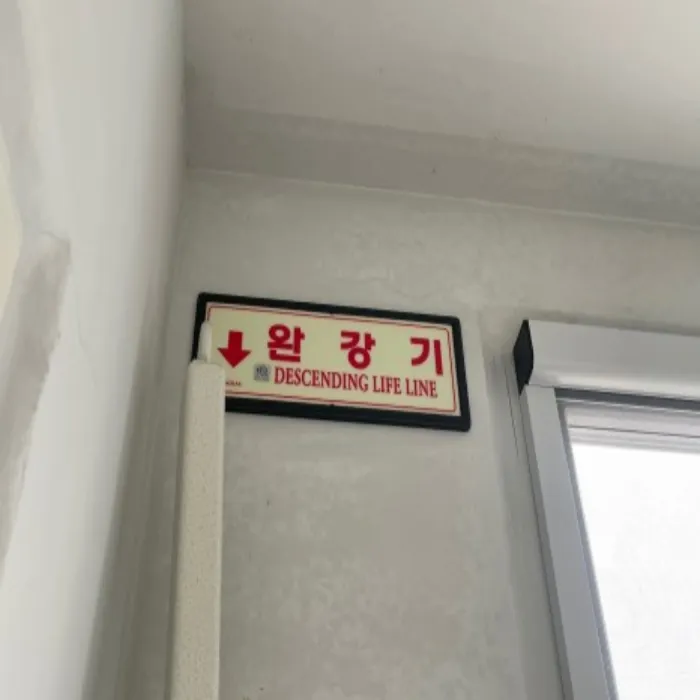 완 강 기
DESCENDING LIFE LINE